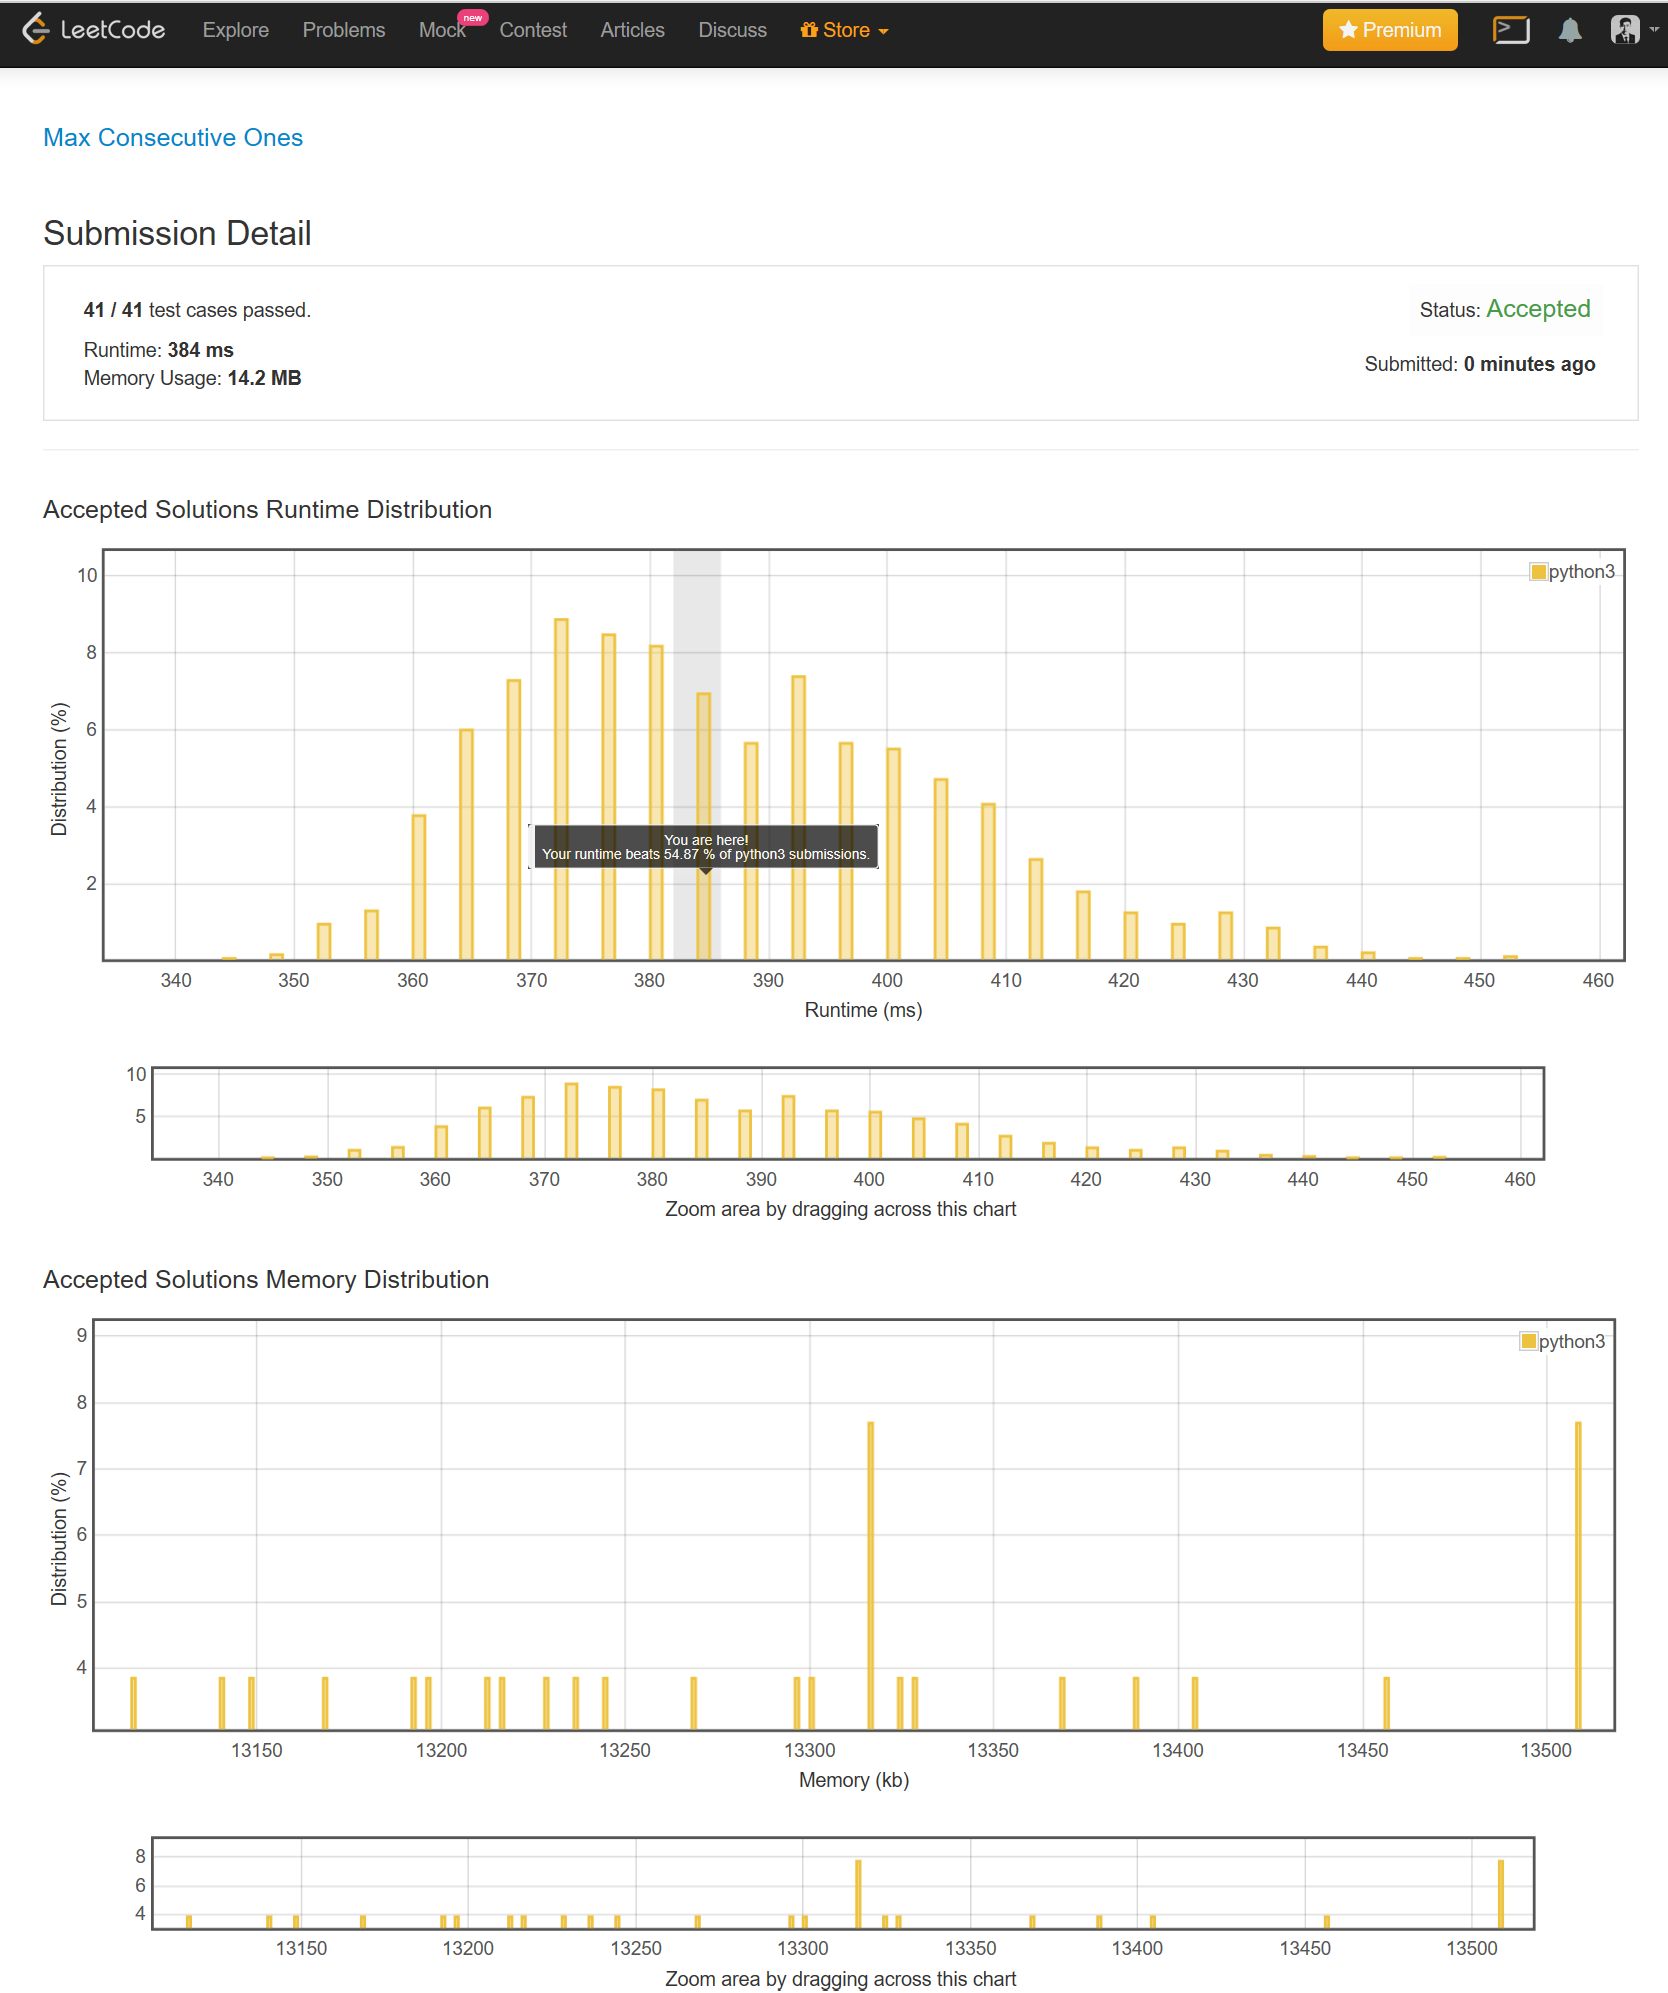 LeetCode Explore Problems Mock new Contest Articles Discuss Store Premium
Max Consecutive Ones
Submission Detail
41 / 41 test cases passed.
Status: Accepted
Runtime: 384 ms
Submitted: 0 minutes ago
Memory Usage: 14.2 MB
Accepted Solutions Runtime Distribution
python3
10
8
6
4
2
Distribution (%)
You are here!
Your runtime beats 54.87 % of python3 submissions.
340 350 360 370 380 390 400 410 420 430 440 450 460
Runtime (ms)
10
5
340 350 360 370 380 390 400 410 420 430 440 450 460
Zoom area by dragging across this chart
Accepted Solutions Memory Distribution
python3
9
8
7
6
5
4
Distribution (%)
13150 13200 13250 13300 13350 13400 13450 13500
Memory (kb)
8
6
4
13150 13200 13250 13300 13350 13400 13450 13500
Zoom area by dragging across this chart